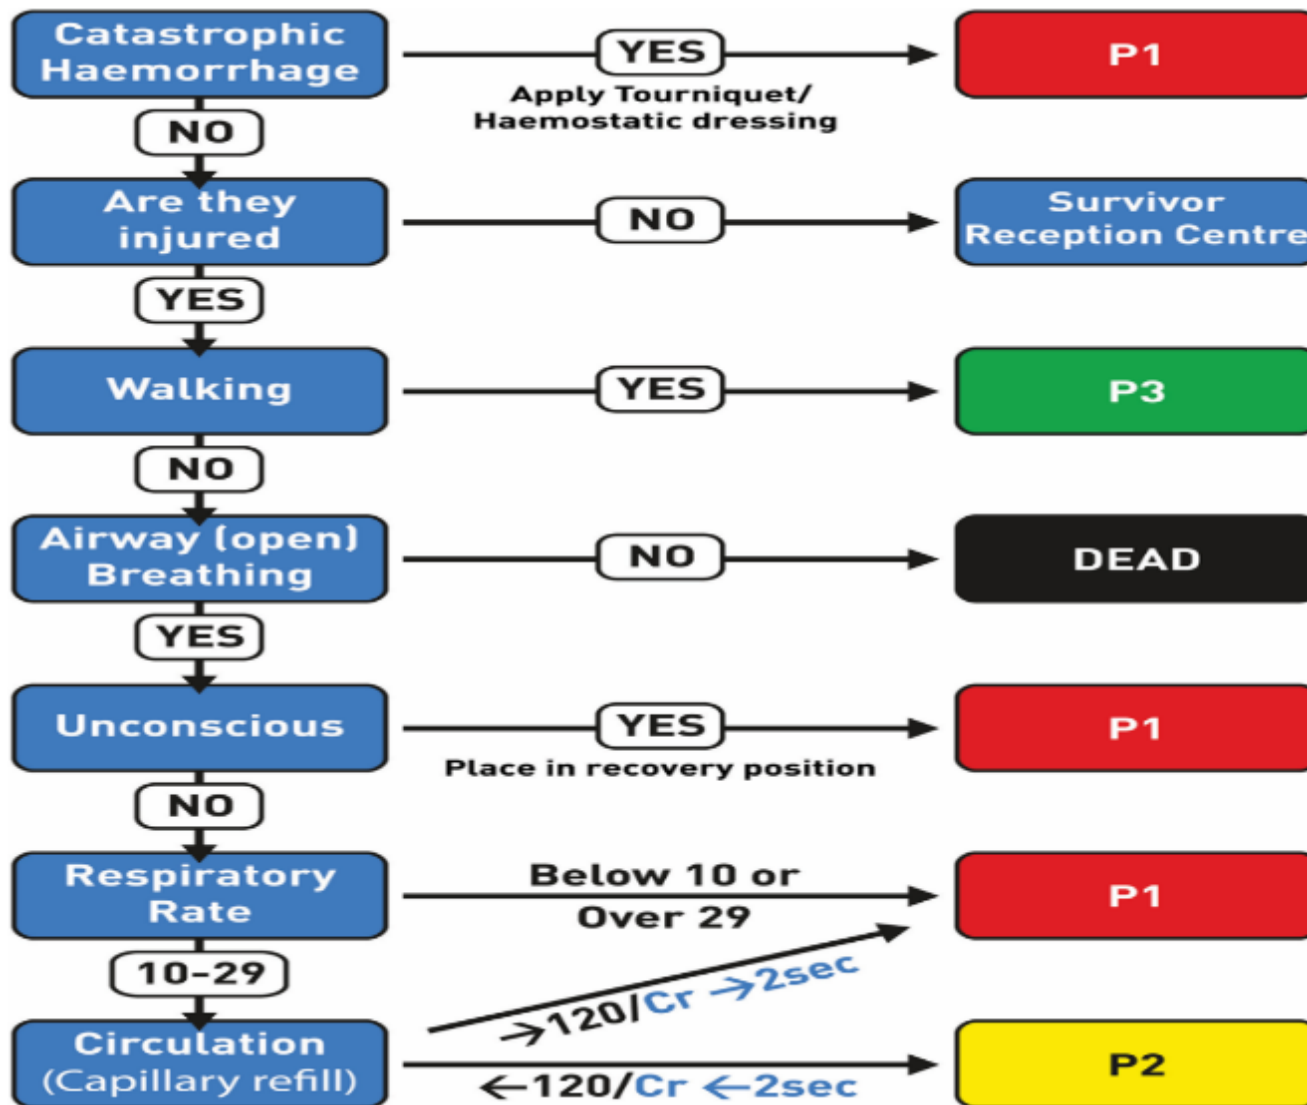 Catastrophic
Haemorrhage
YES
Apply Tourniquet/
Haemostatic dressing
P1
NO
Are they
injured
NO
Survivor
Reception Centre
YES
Walking
YES
P3
NO
Airway (open)
Breathing
NO
DEAD
YES
Unconscious
YES
Place in recovery position
P1
NO
Respiratory
Rate
Below 10 or
Over 29
P1
10-29
→120/Cr →2sec
Circulation
(Capillary refill)
←120/Cr ←2sec
P2